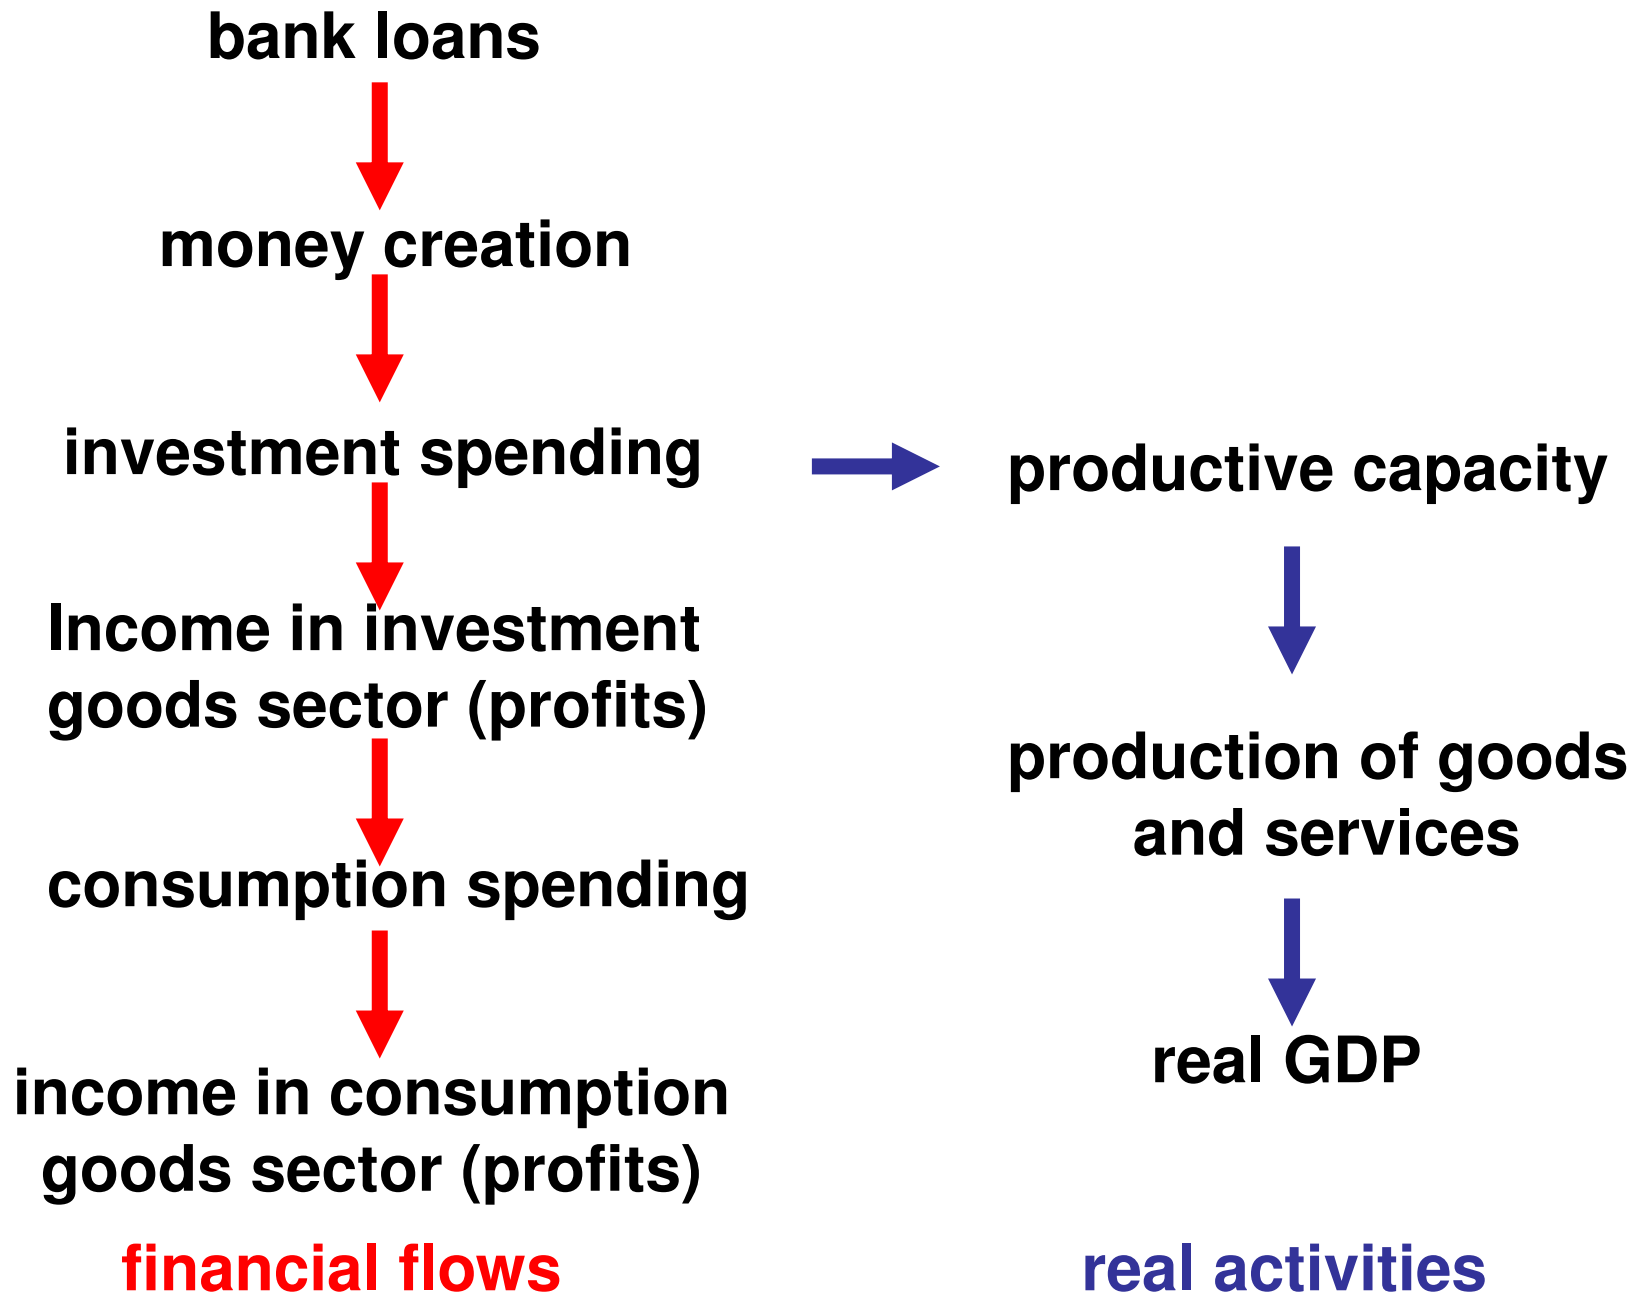 bank loans
money creation
investment spending
Income in investment
goods sector (profits)
consumption spending
income in consumption
goods sector (profits)
financial flows
productive capacity
production of goods
and services
real GDP
real activities